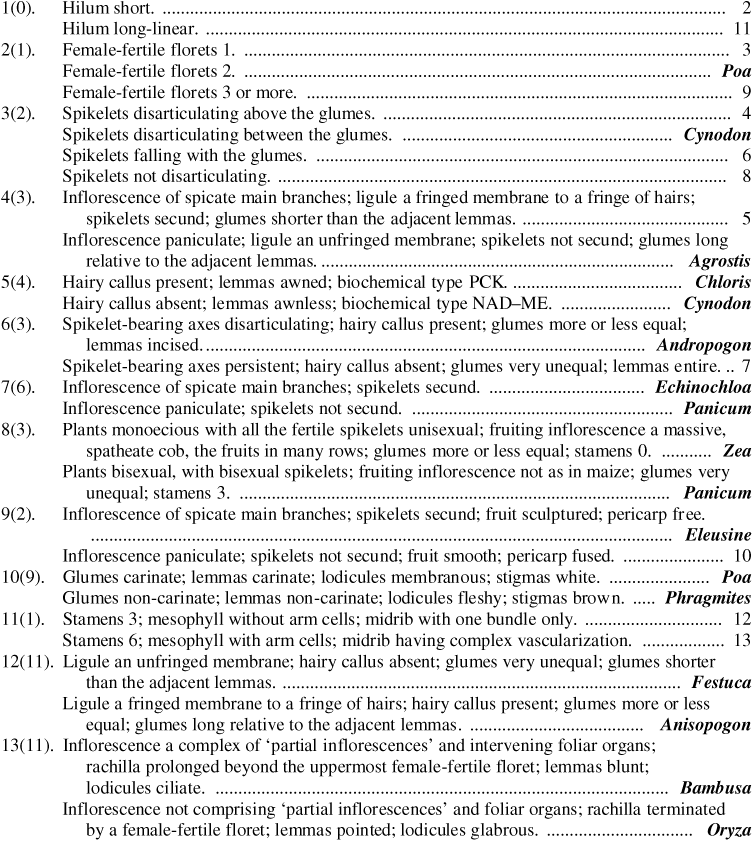 1(0). Hilum short. .......... 2
Hilum long-linear. .......... 11
2(1). Female-fertile florets 1. .......... 3
Female-fertile florets 2. .......... Poa
Female-fertile florets 3 or more. .......... 9
3(2). Spikelets disarticulating above the glumes. .......... 4
Spikelets disarticulating between the glumes. .......... Cynodon
Spikelets falling with the glumes. .......... 6
Spikelets not disarticulating. .......... 8
4(3). Inflorescence of spicate main branches; ligule a fringed membrane to a fringe of hairs;
spikelets secund; glumes shorter than the adjacent lemmas. .......... 5
Inflorescence paniculate; ligule an unfringed membrane; spikelets not secund; glumes long
relative to the adjacent lemmas. .......... Agrostis
5(4). Hairy callus present; lemmas awned; biochemical type PCK. .......... Chloris
Hairy callus absent; lemmas awnless; biochemical type NAD–ME. .......... Cynodon
6(3). Spikelet-bearing axes disarticulating; hairy callus present; glumes more or less equal;
lemmas incised. .......... Andropogon
Spikelet-bearing axes persistent; hairy callus absent; glumes very unequal; lemmas entire. .. 7
7(6). Inflorescence of spicate main branches; spikelets secund. .......... Echinochloa
Inflorescence paniculate; spikelets not secund. .......... Panicum
8(3). Plants monoecious with all the fertile spikelets unisexual; fruiting inflorescence a massive,
spatheate cob, the fruits in many rows; glumes more or less equal; stamens 0. .......... Zea
Plants bisexual, with bisexual spikelets; fruiting inflorescence not as in maize; glumes very
unequal; stamens 3. .......... Panicum
9(2). Inflorescence of spicate main branches; spikelets secund; fruit sculptured; pericarp free.
.......... Eleusine
Inflorescence paniculate; spikelets not secund; fruit smooth; pericarp fused. .......... 10
10(9). Glumes carinate; lemmas carinate; lodicules membranous; stigmas white. .......... Poa
Glumes non-carinate; lemmas non-carinate; lodicules fleshy; stigmas brown. ..... Phragmites
11(1). Stamens 3; mesophyll without arm cells; midrib with one bundle only. .......... 12
Stamens 6; mesophyll with arm cells; midrib having complex vascularization. .......... 13
12(11). Ligule an unfringed membrane; hairy callus absent; glumes very unequal; glumes shorter
than the adjacent lemmas. .......... Festuca
Ligule a fringed membrane to a fringe of hairs; hairy callus present; glumes more or less
equal; glumes long relative to the adjacent lemmas. .......... Anisopogon
13(11). Inflorescence a complex of ‘partial inflorescences’ and intervening foliar organs;
rachilla prolonged beyond the uppermost female-fertile floret; lemmas blunt;
lodicules ciliate. .......... Bambusa
Inflorescence not comprising ‘partial inflorescences’ and foliar organs; rachilla terminated
by a female-fertile floret; lemmas pointed; lodicules glabrous. .......... Oryza